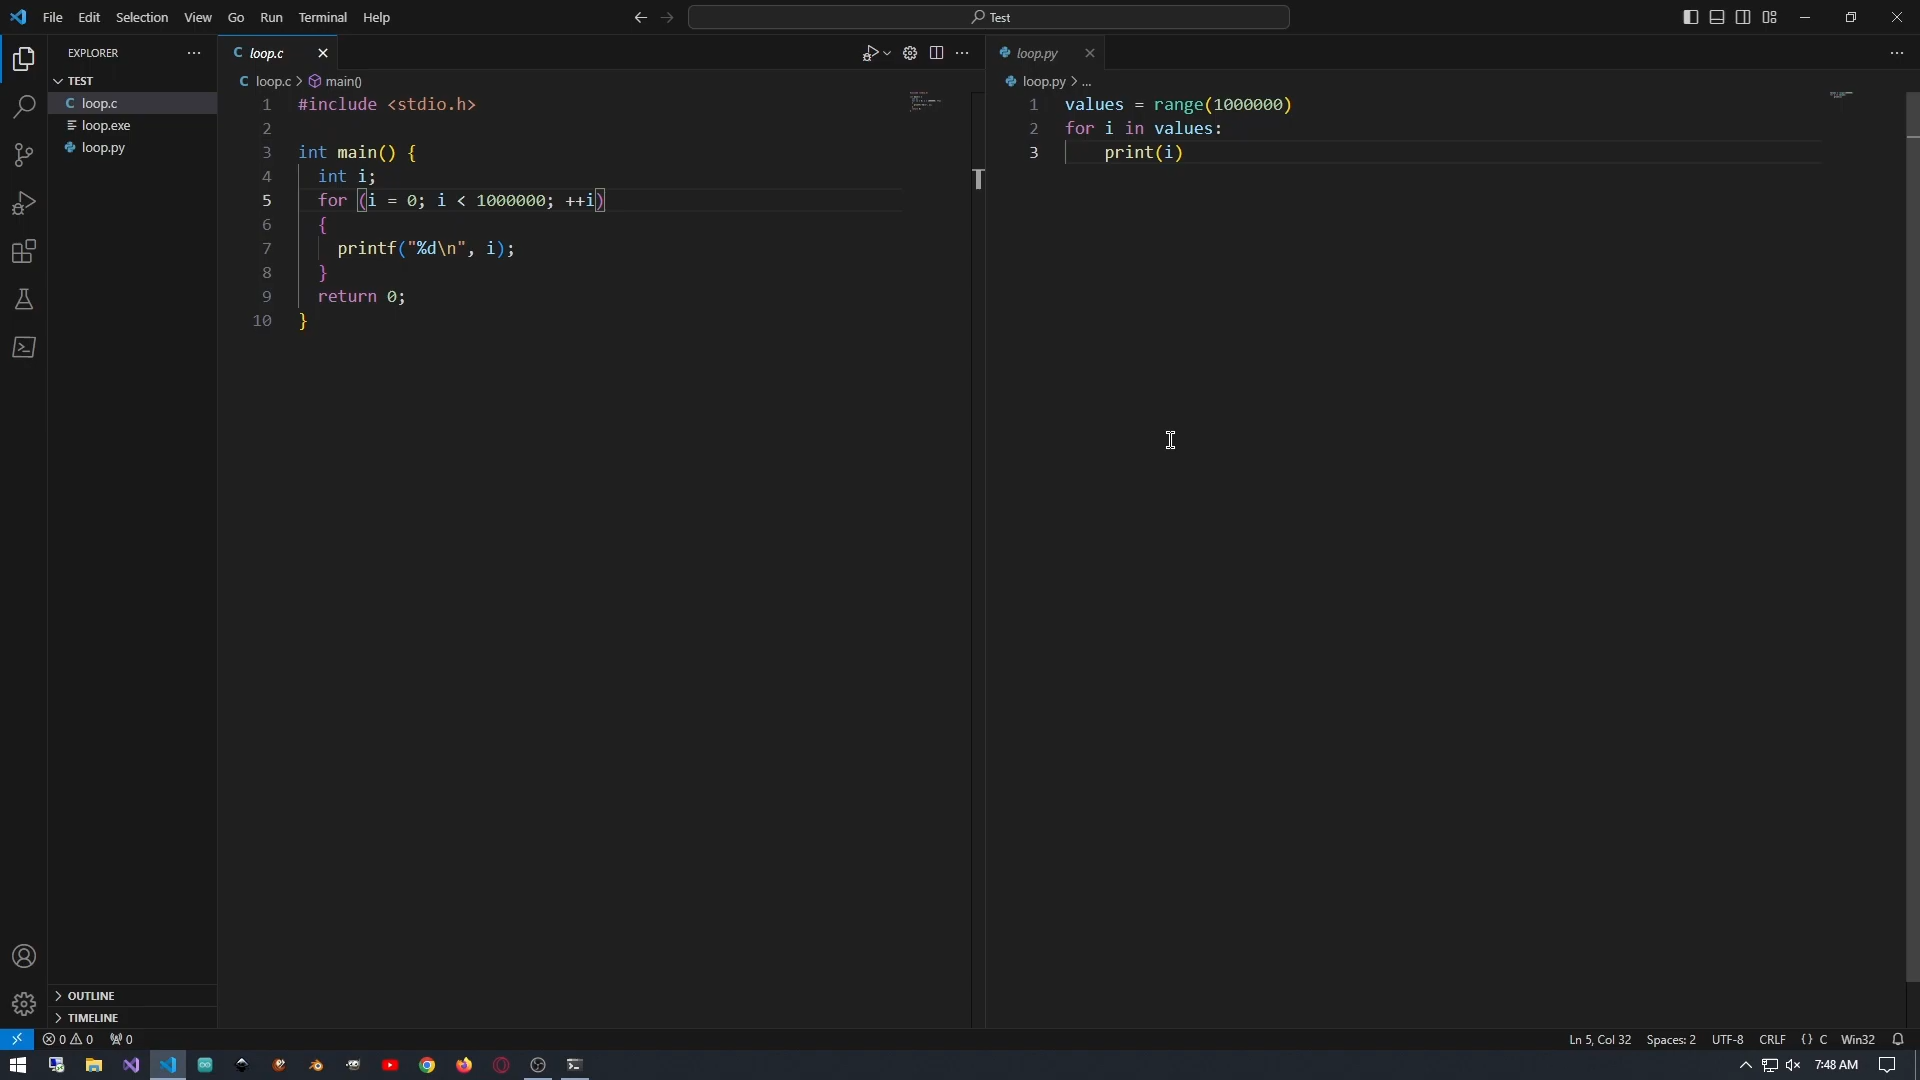 File Edit Selection View Go Run Terminal Help
Test
EXPLORER
TEST
loop.c
loop.exe
loop.py
OUTLINE
TIMELINE
C loop.c
C loop.c > main()
1 #include <stdio.h>
2
3 int main() {
4 int i;
5 for (i = 0; i < 1000000; ++i)
6 {
7 printf("%d\n", i);
8 }
9 return 0;
10 }
loop.py
loop.py > ...
1 values = range(1000000)
2 for i in values:
3 print(i)
0 0 0
Ln 5, Col 32 Spaces: 2 UTF-8 CRLF {} C Win32
7:48 AM